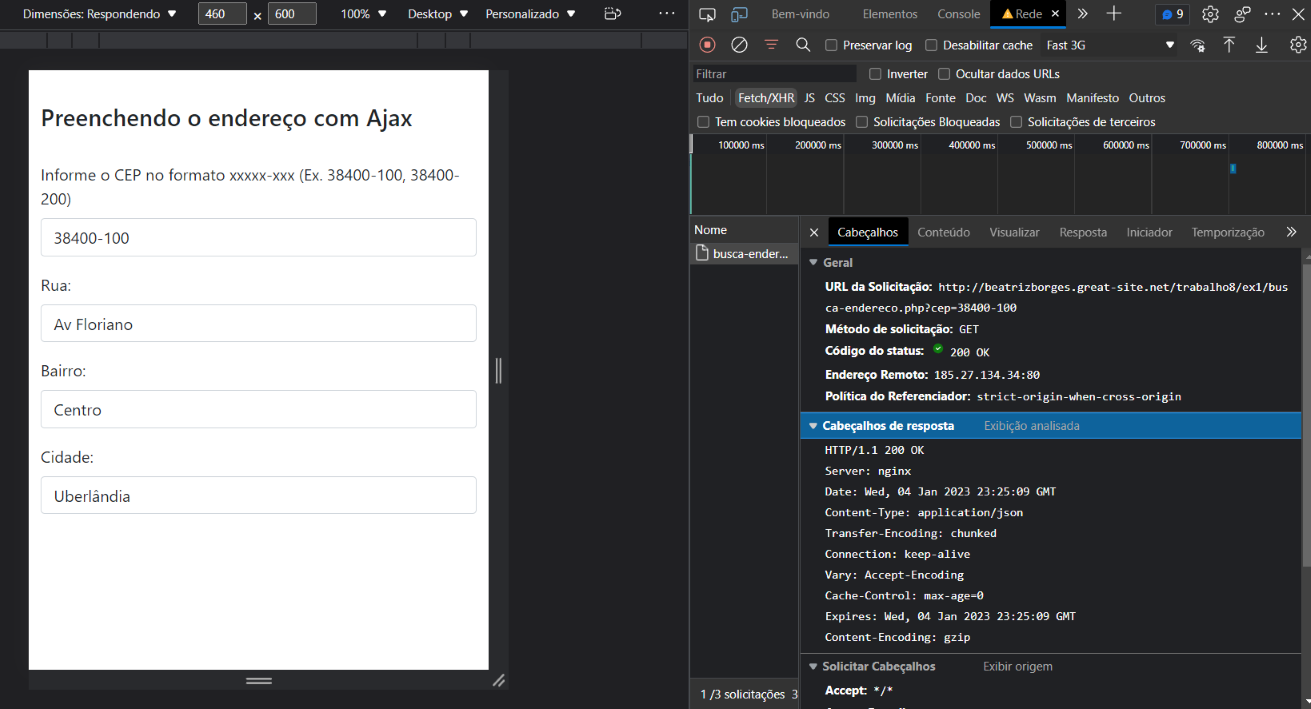 Dimensões: Respondendo ▼ 460 x 600 100% ▼ Desktop ▼ Personalizado ▼ ...
Preenchendo o endereço com Ajax
Informe o CEP no formato xxxxx-xxx (Ex. 38400-100, 38400-
200)
38400-100
Rua:
Av Floriano
Bairro:
Centro
Cidade:
Uberlândia
Bem-vindo Elementos Console Rede 9
Preservar log Desabilitar cache Fast 3G
Filtrar Inverter Ocultar dados URLs
Tudo Fetch/XHR JS CSS Img Mídia Fonte Doc WS Wasm Manifesto Outros
Tem cookies bloqueados Solicitações Bloqueadas Solicitações de terceiros
100000 ms 200000 ms 300000 ms 400000 ms 500000 ms 600000 ms 700000 ms 800000 ms
Nome
busca-ender...
1 /3 solicitações 3
Cabeçalhos Conteúdo Visualizar Resposta Iniciador Temporização
Geral
URL da Solicitação: http://beatrizborges.great-site.net/trabalho8/ex1/bus
ca-endereco.php?cep=38400-100
Método de solicitação: GET
Código do status: 200 OK
Endereço Remoto: 185.27.134.34:80
Política do Referenciador: strict-origin-when-cross-origin
Cabeçalhos de resposta Exibição analisada
HTTP/1.1 200 OK
Server: nginx
Date: Wed, 04 Jan 2023 23:25:09 GMT
Content-Type: application/json
Transfer-Encoding: chunked
Connection: keep-alive
Vary: Accept-Encoding
Cache-Control: max-age=0
Expires: Wed, 04 Jan 2023 23:25:09 GMT
Content-Encoding: gzip
Solicitar Cabeçalhos Exibir origem
Accept: */*